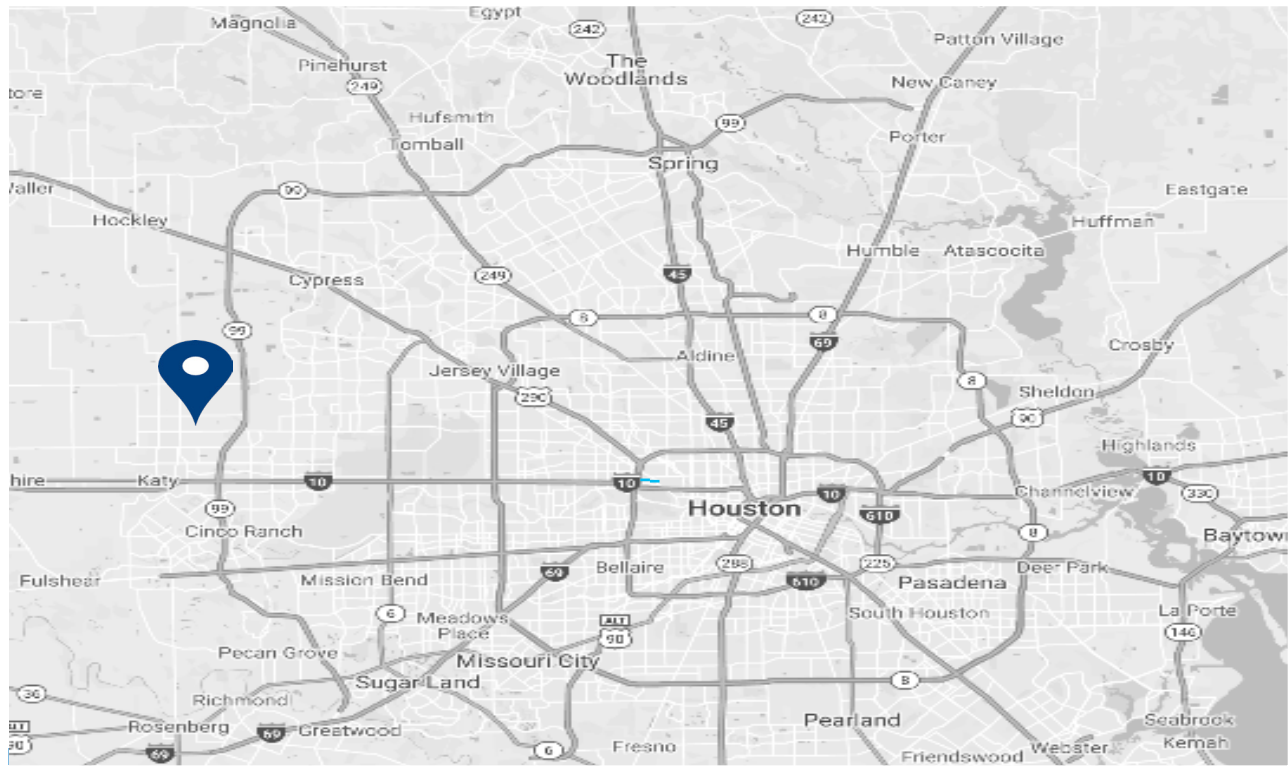 Egypt
Magnolia
242
242
Patton Village
The
Woodlands
Pinehurst
249
New Caney
tore
Hufsmith
99
Tomball
Porter
Spring
Waller
99
Eastgate
Hockley
Huffman
Humble
Atascocita
Cypress
249
45
8
8
99
69
Aldine
Crosby
Jersey Village
8
Sheldon
290
45
90
Highlands
hire
Katy
10
10
10
10
330
Channelview
Houston
99
610
Cinco Ranch
8
Baytow
Fulshear
Mission Bend
69
Bellaire
288
610
225
Pasadena
Deer Park
6
Meadows
Place
ALT
90
South Houston
La Porte
146
Pecan Grove
Missouri City
Sugar Land
8
36
Richmond
Rosenberg
69
Greatwood
Pearland
Seabrook
ALT
90
69
6
Fresno
Friendswood
Webster
Kemah